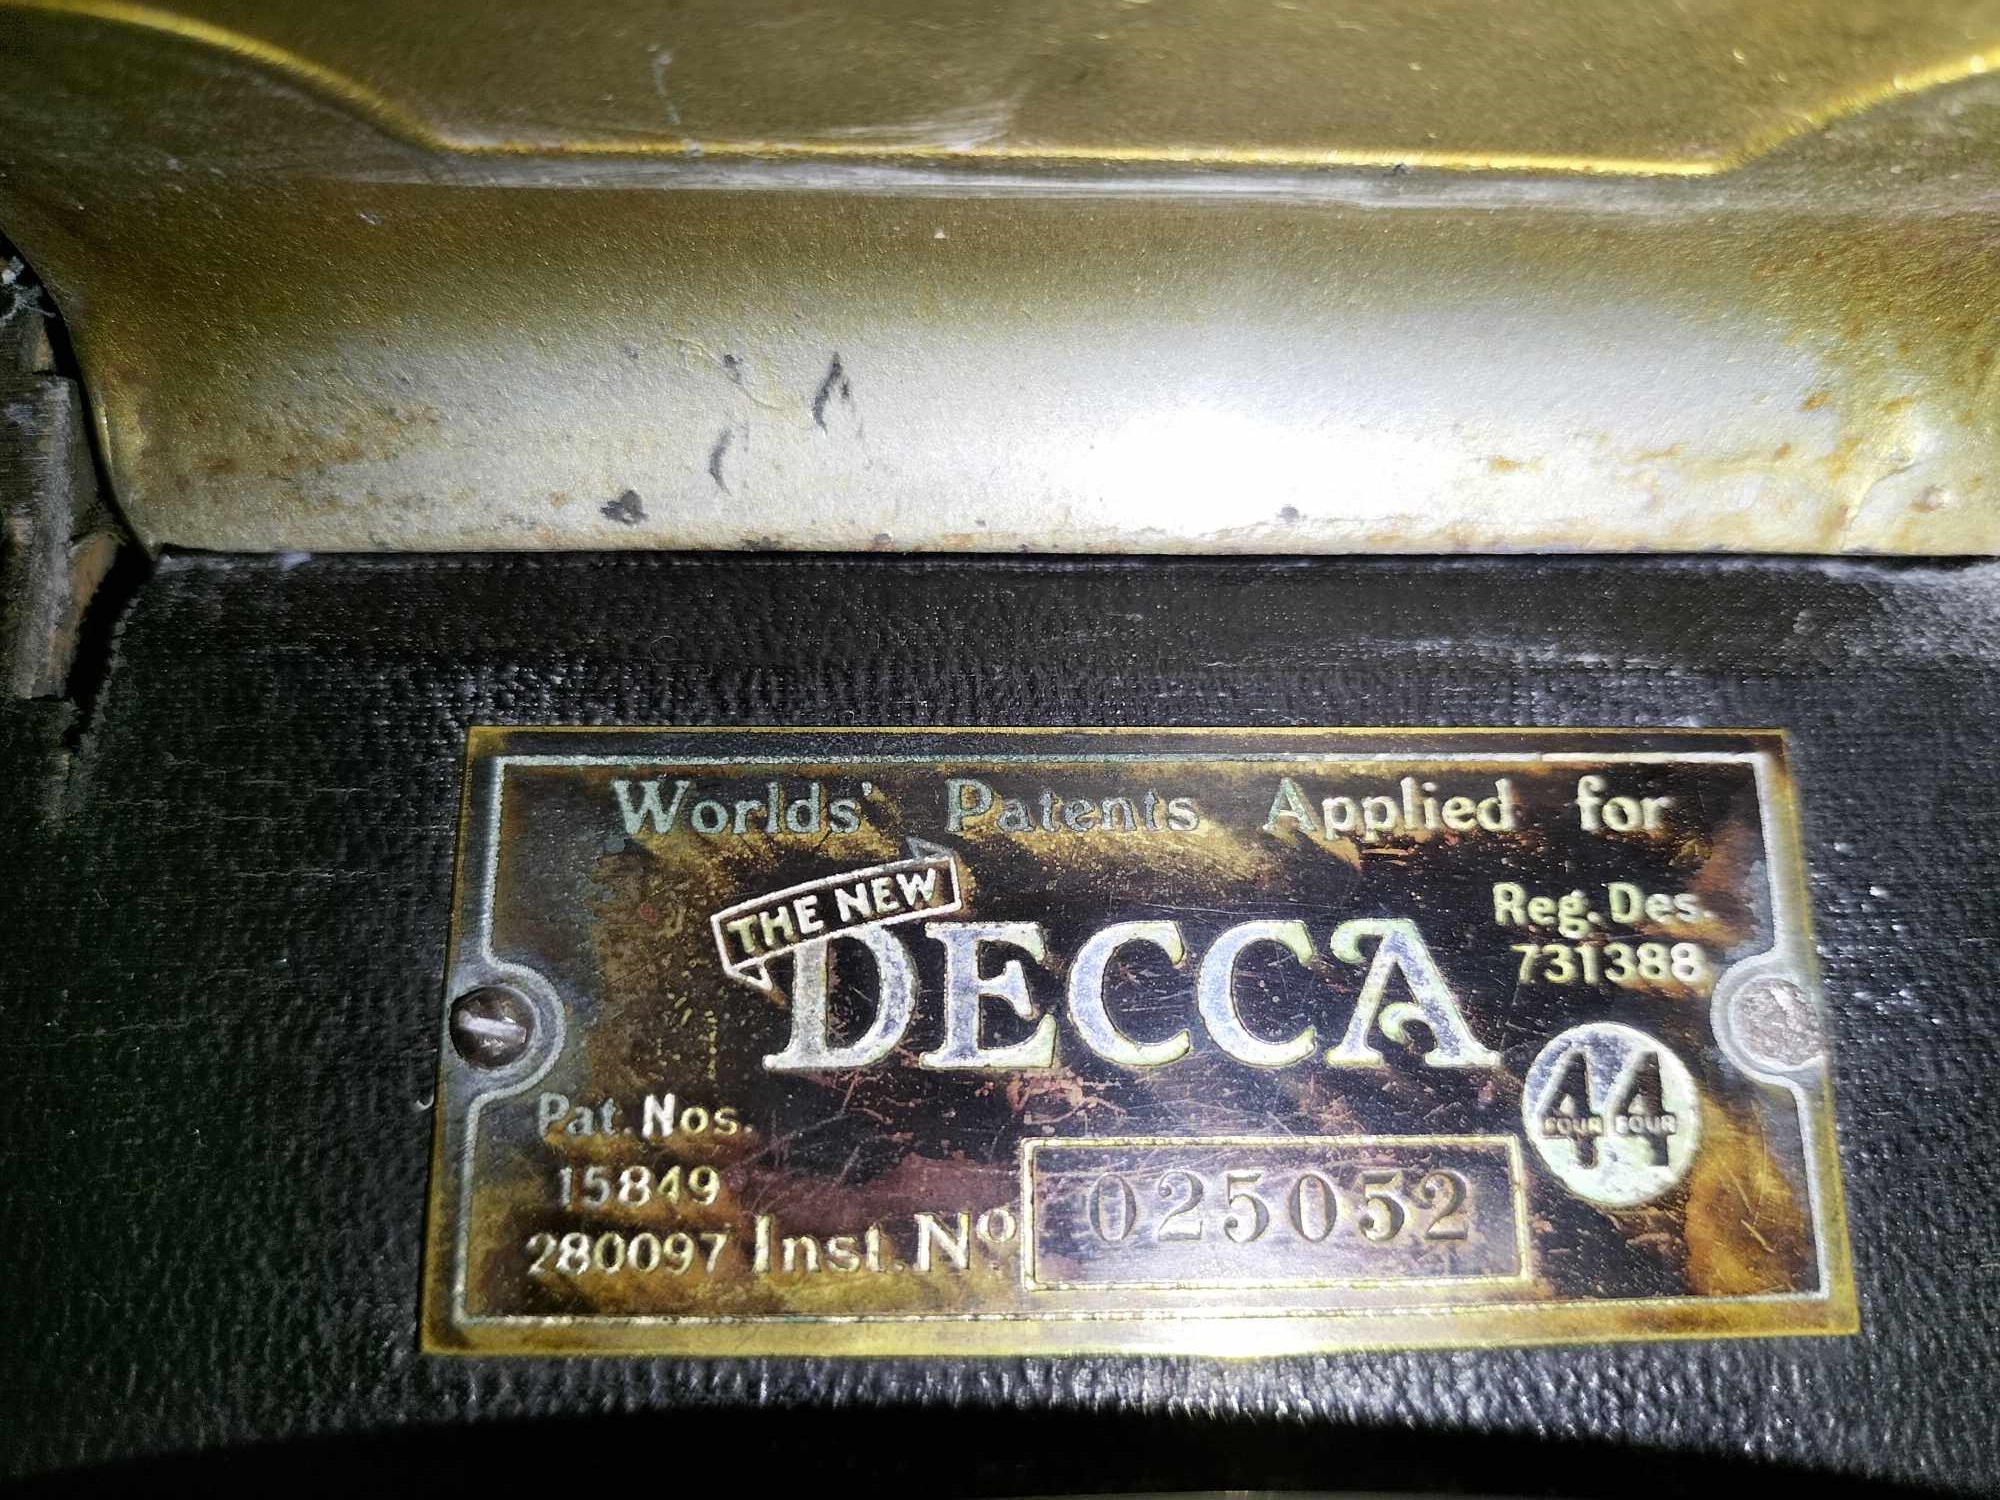 Worlds' Patents Applied for
THE NEW
DECCA
Reg. Des.
731388
44
FOUR FOUR
Pat. Nos.
15849
280097
Inst. No 025052